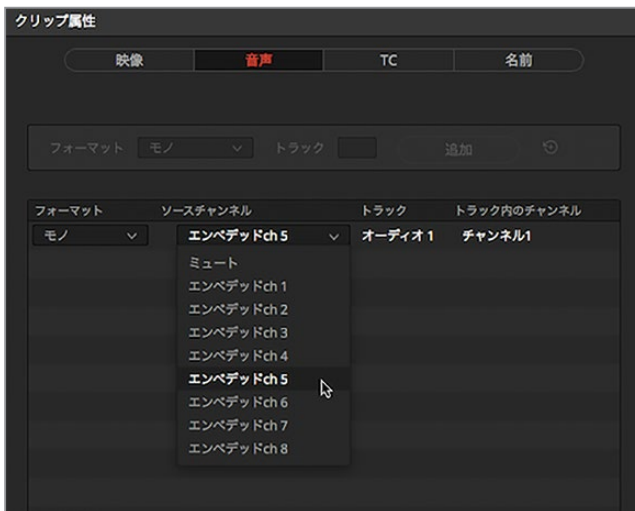 クリップ属性
映像 音声 TC 名前
フォーマット モノ トラック 追加
フォーマット ソースチャンネル トラック トラック内のチャンネル
モノ エンベデッドch 5 オーディオ 1 チャンネル1
ミュート
エンベデッドch 1
エンベデッドch 2
エンベデッドch 3
エンベデッドch 4
エンベデッドch 5
エンベデッドch 6
エンベデッドch 7
エンベデッドch 8